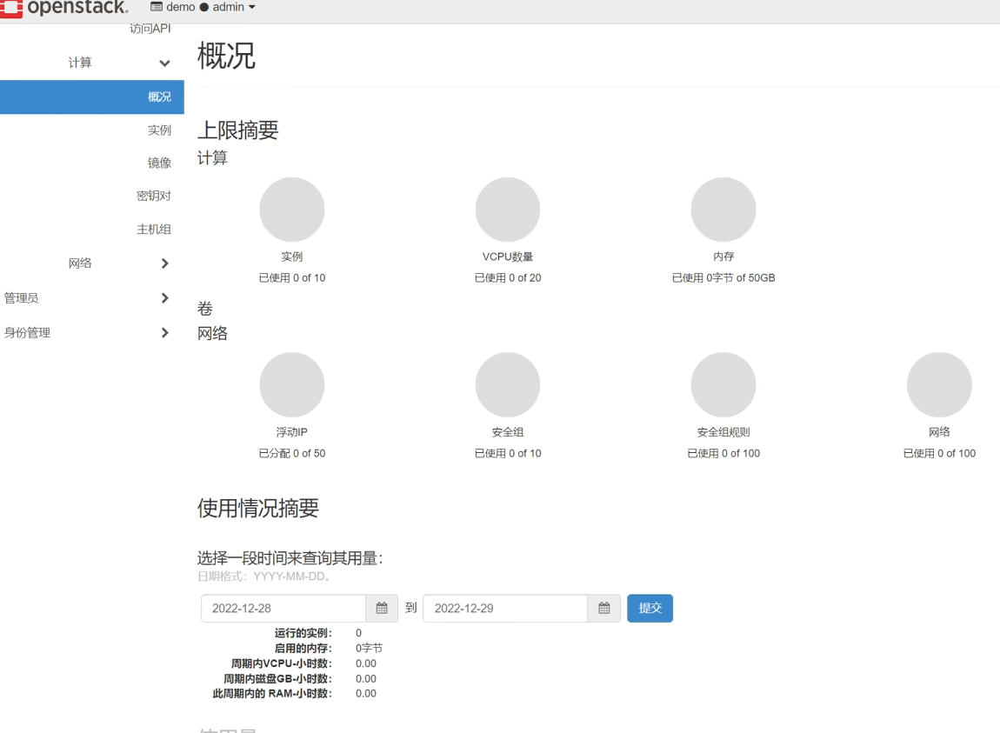 openstack. demo ● admin
访问API
计算
概况
实例
镜像
密钥对
主机组
网络
管理员
身份管理
概况
上限摘要
计算
实例 VCPU数量 内存
已使用 0 of 10 已使用 0 of 20 已使用 0字节 of 50GB
卷
网络
浮动IP 安全组 安全组规则 网络
已分配 0 of 50 已使用 0 of 10 已使用 0 of 100 已使用 0 of 100
使用情况摘要
选择一段时间来查询其用量:
日期格式：YYYY-MM-DD。
2022-12-28 到 2022-12-29 提交
运行的实例： 0
启用的内存： 0字节
周期内VCPU-小时数： 0.00
周期内磁盘GB-小时数： 0.00
此周期内的 RAM-小时数： 0.00